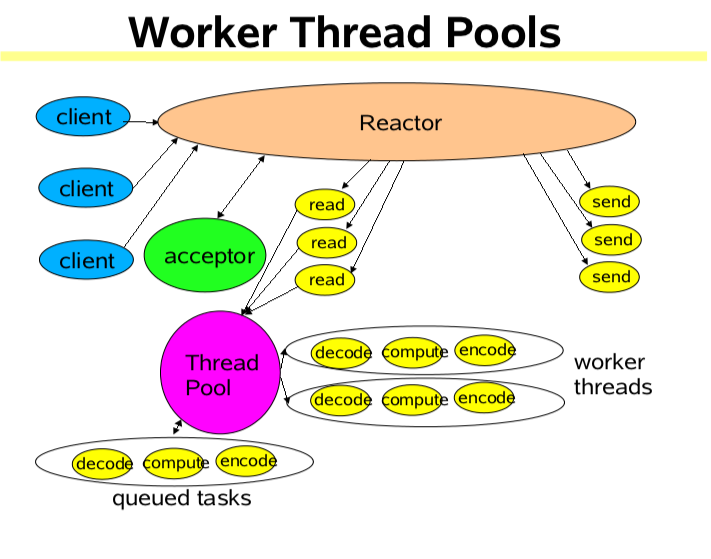 Worker Thread Pools
client
Reactor
client
client
acceptor
read
read
read
send
send
send
Thread
Pool
decode compute encode
decode compute encode
worker
threads
decode compute encode
queued tasks